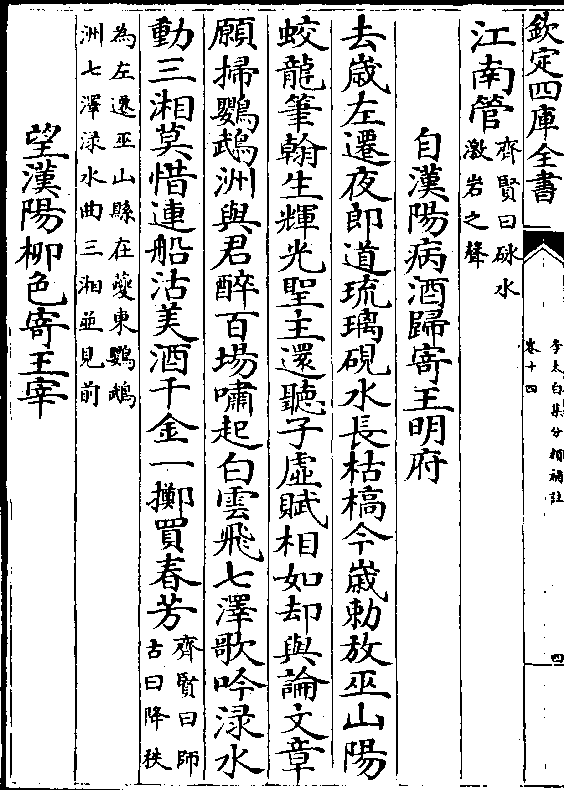 欽定四庫全書
李太白集分類補註
卷十四
四
江南管
齊賢曰砯水
激岩之聲
自漢陽病酒歸寄王明府
去歲左遷夜郎道琉璃硯水長枯槁今歲勅放巫山陽
蛟龍筆翰生輝光聖主還聽子虛賦相如却與論文章
願掃鸚鵡洲與君醉百場嘯起白雲飛七澤歌吟渌水
動三湘莫惜連船沽美酒千金一擲買春芳
齊賢曰師
古曰降秩
為左遷巫山縣在夔東鸚鵡
洲七澤渌水曲三湘並見前
望漢陽柳色寄王宰